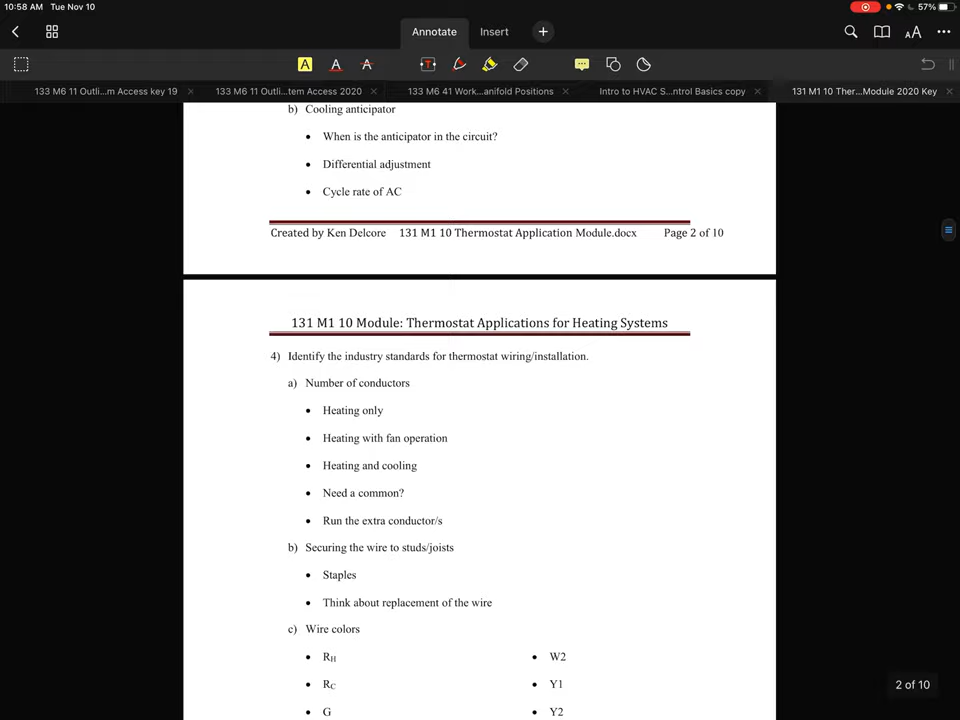 10:58 AM Tue Nov 10
57%
Annotate
Insert
133 M6 11 Outli...m Access key 19
133 M6 11 Outli...tem Access 2020
133 M6 41 Work...anifold Positions
Intro to HVAC S...ntrol Basics copy
131 M1 10 Ther...Module 2020 Key
b) Cooling anticipator
• When is the anticipator in the circuit?
• Differential adjustment
• Cycle rate of AC
Created by Ken Delcore 131 M1 10 Thermostat Application Module.docx Page 2 of 10
131 M1 10 Module: Thermostat Applications for Heating Systems
4) Identify the industry standards for thermostat wiring/installation.
a) Number of conductors
• Heating only
• Heating with fan operation
• Heating and cooling
• Need a common?
• Run the extra conductor/s
b) Securing the wire to studs/joists
• Staples
• Think about replacement of the wire
c) Wire colors
• RH • W2
• RC • Y1
• G • Y2
2 of 10